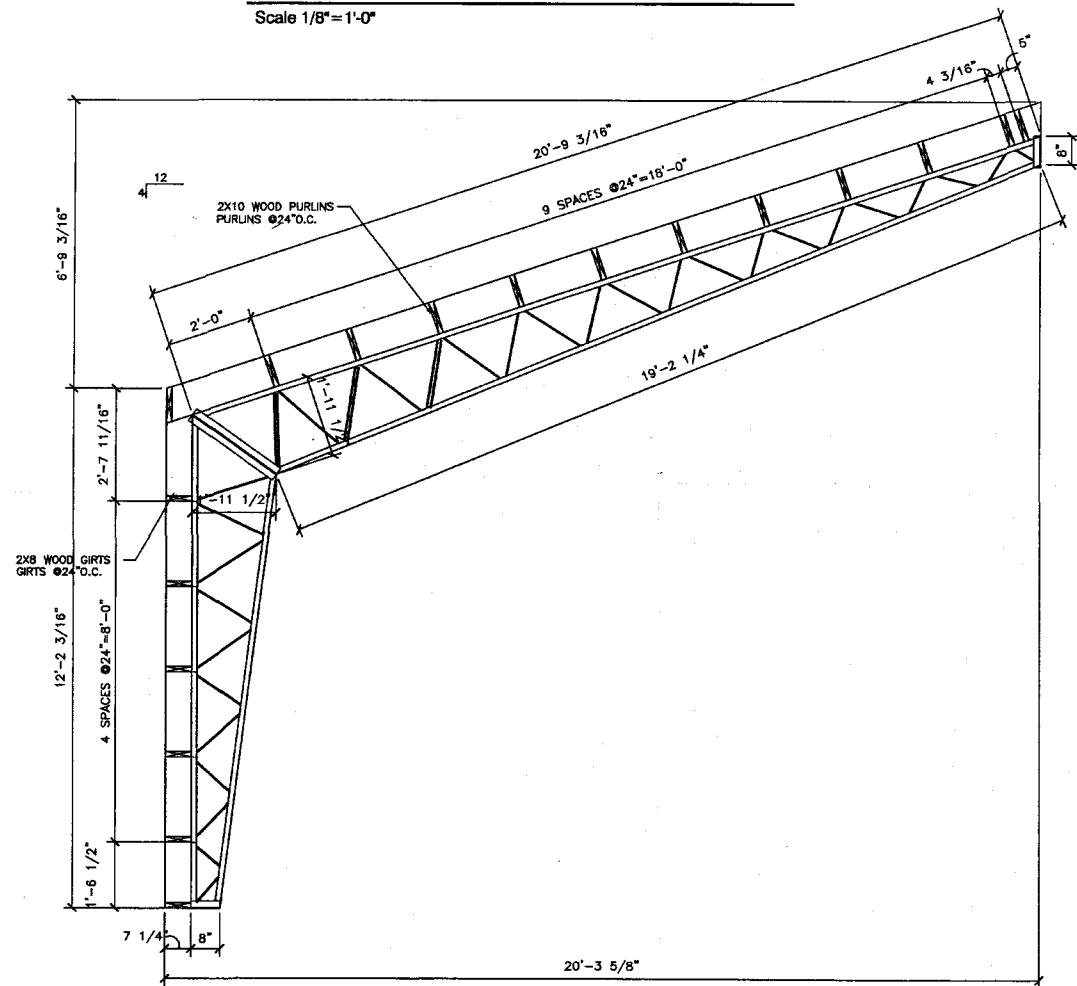 Scale 1/8"=1'-0"
5"
4 3/16"
20'-9 3/16"
8"
12
4
9 SPACES @24"=18'-0"
2X10 WOOD PURLINS
PURLINS @24"O.C.
6'-9 3/16"
2'-0"
19'-2 1/4"
1'-11 1/2"
2'-7 11/16"
-11 1/2"
2X8 WOOD GIRTS
GIRTS @24"O.C.
12'-2 3/16"
4 SPACES @24"=8'-0"
1'-6 1/2"
7 1/4"
8"
20'-3 5/8"